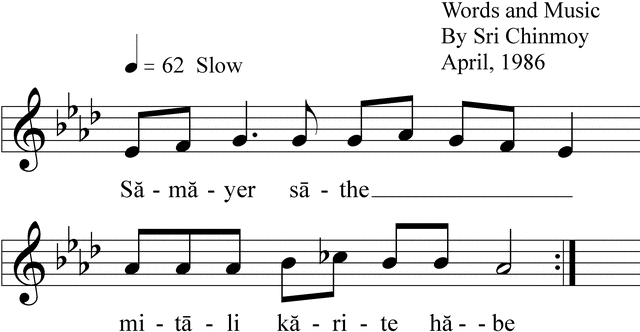 Words and Music
By Sri Chinmoy
= 62 Slow
April, 1986
Să - mă - yer sā - the
mi - tā - li kă - ri - te hă - - be